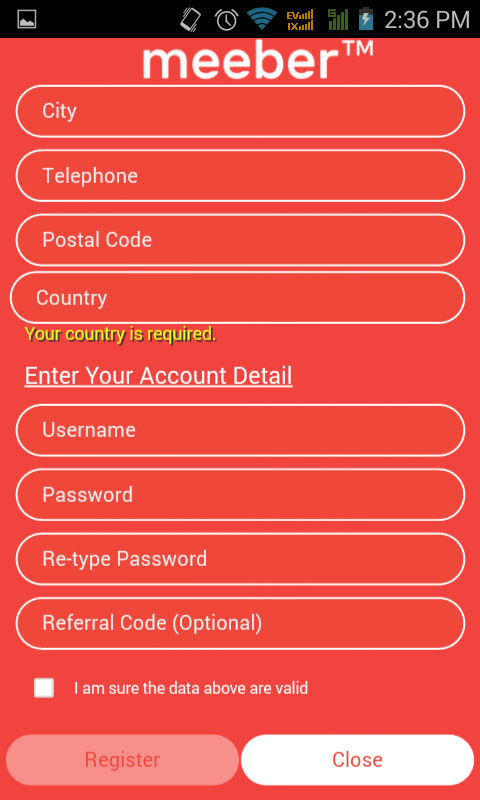 EV
1X
G
2:36 PM
meeber™
City
Telephone
Postal Code
Country
Your country is required.
Enter Your Account Detail
Username
Password
Re-type Password
Referral Code (Optional)
I am sure the data above are valid
Register
Close